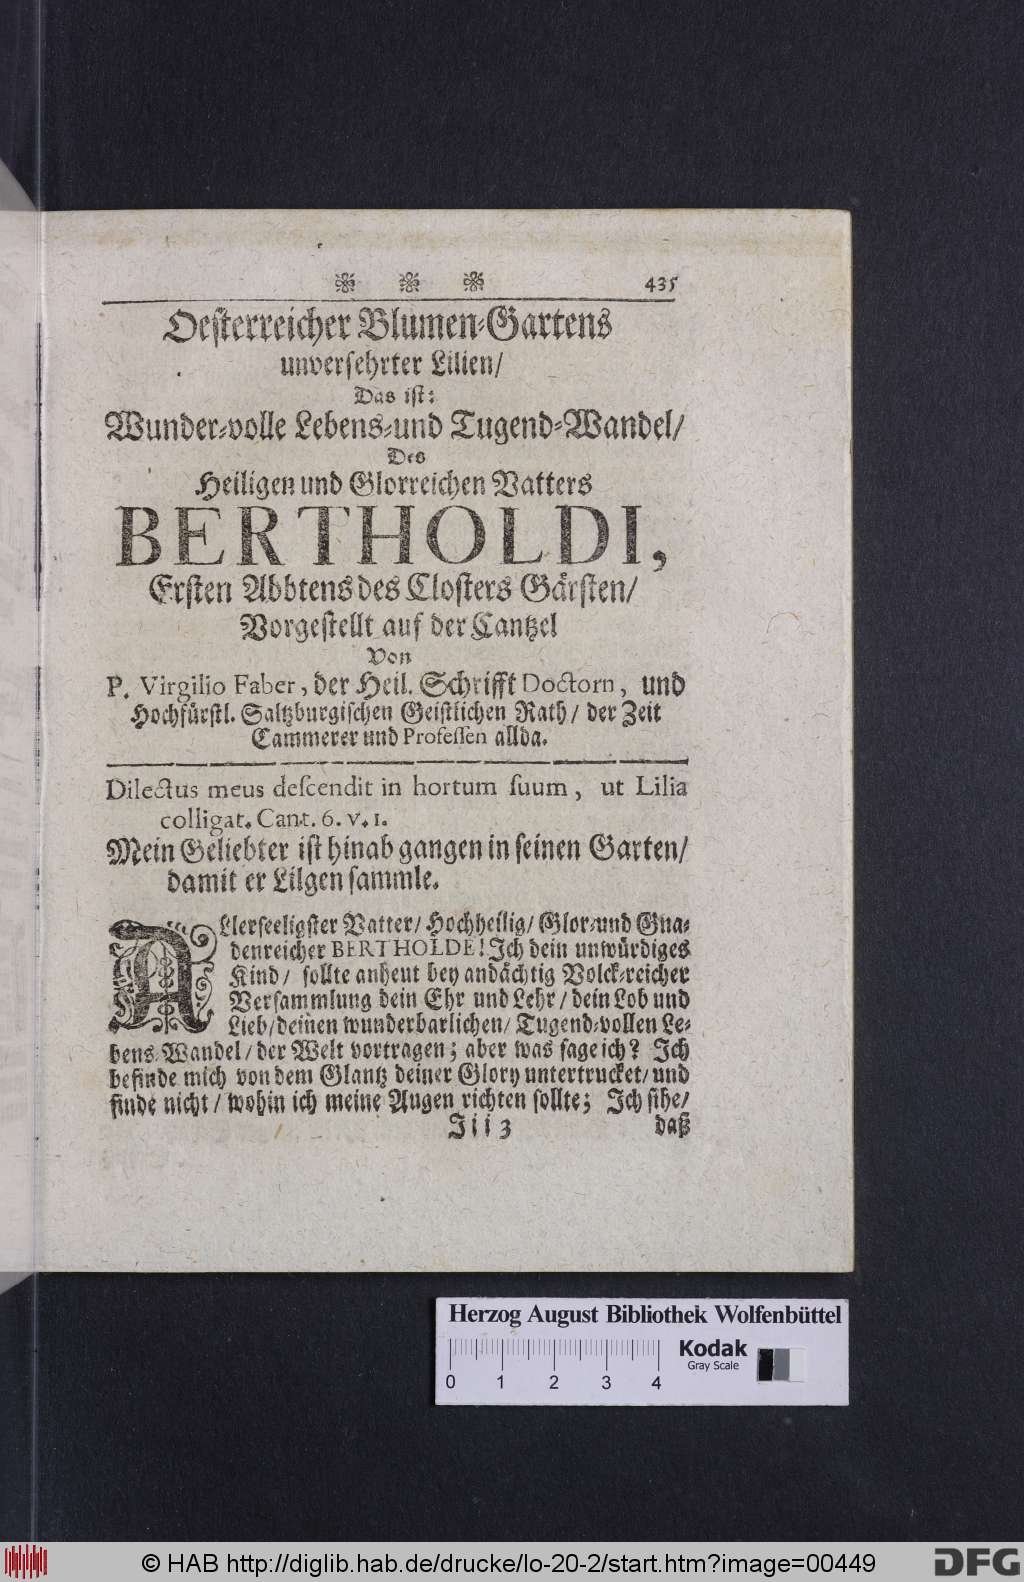 435
Oesterreicher Blumen-Gartens
unversehrter Lilien/
Das ist:
Wunder-volle Lebens-und Tugend-Wandel/
Des
Heiligen und Glorreichen Vatters
BERTHOLDI,
Ersten Abbtens des Closters Gärsten/
Vorgestellt auf der Cantzel
Von
P. Virgilio Faber, der Heil. Schrifft Doctorn, und
Hochfürstl. Saltzburgischen Geistlichen Rath/ der Zeit
Cammerer und Professen allda.
Dilectus meus descendit in hortum suum, ut Lilia
colligat. Cant. 6. v. 1.
Mein Geliebter ist hinab gangen in seinen Garten/
damit er Lilgen sammle.
Allerseeligster Vatter/ Hochheilig/ Glor-und Gna-
denreicher BERTHOLDE! Ich dein unwürdiges
Kind/ sollte anheut bey andächtig Volck-reicher
Versammlung dein Ehr und Lehr/ dein Lob und
Lieb/ deinen wunderbarlichen/ Tugend-vollen Le-
bens-Wandel/ der Welt vortragen; aber was sage ich? Ich
befinde mich von dem Glantz deiner Glory untertrucket/ und
finde nicht/ wohin ich meine Augen richten sollte; Ich sihe/
Iii 3 daß
Herzog August Bibliothek Wolfenbüttel
Kodak
Gray Scale
0 1 2 3 4
© HAB http://diglib.hab.de/drucke/lo-20-2/start.htm?image=00449
DFG